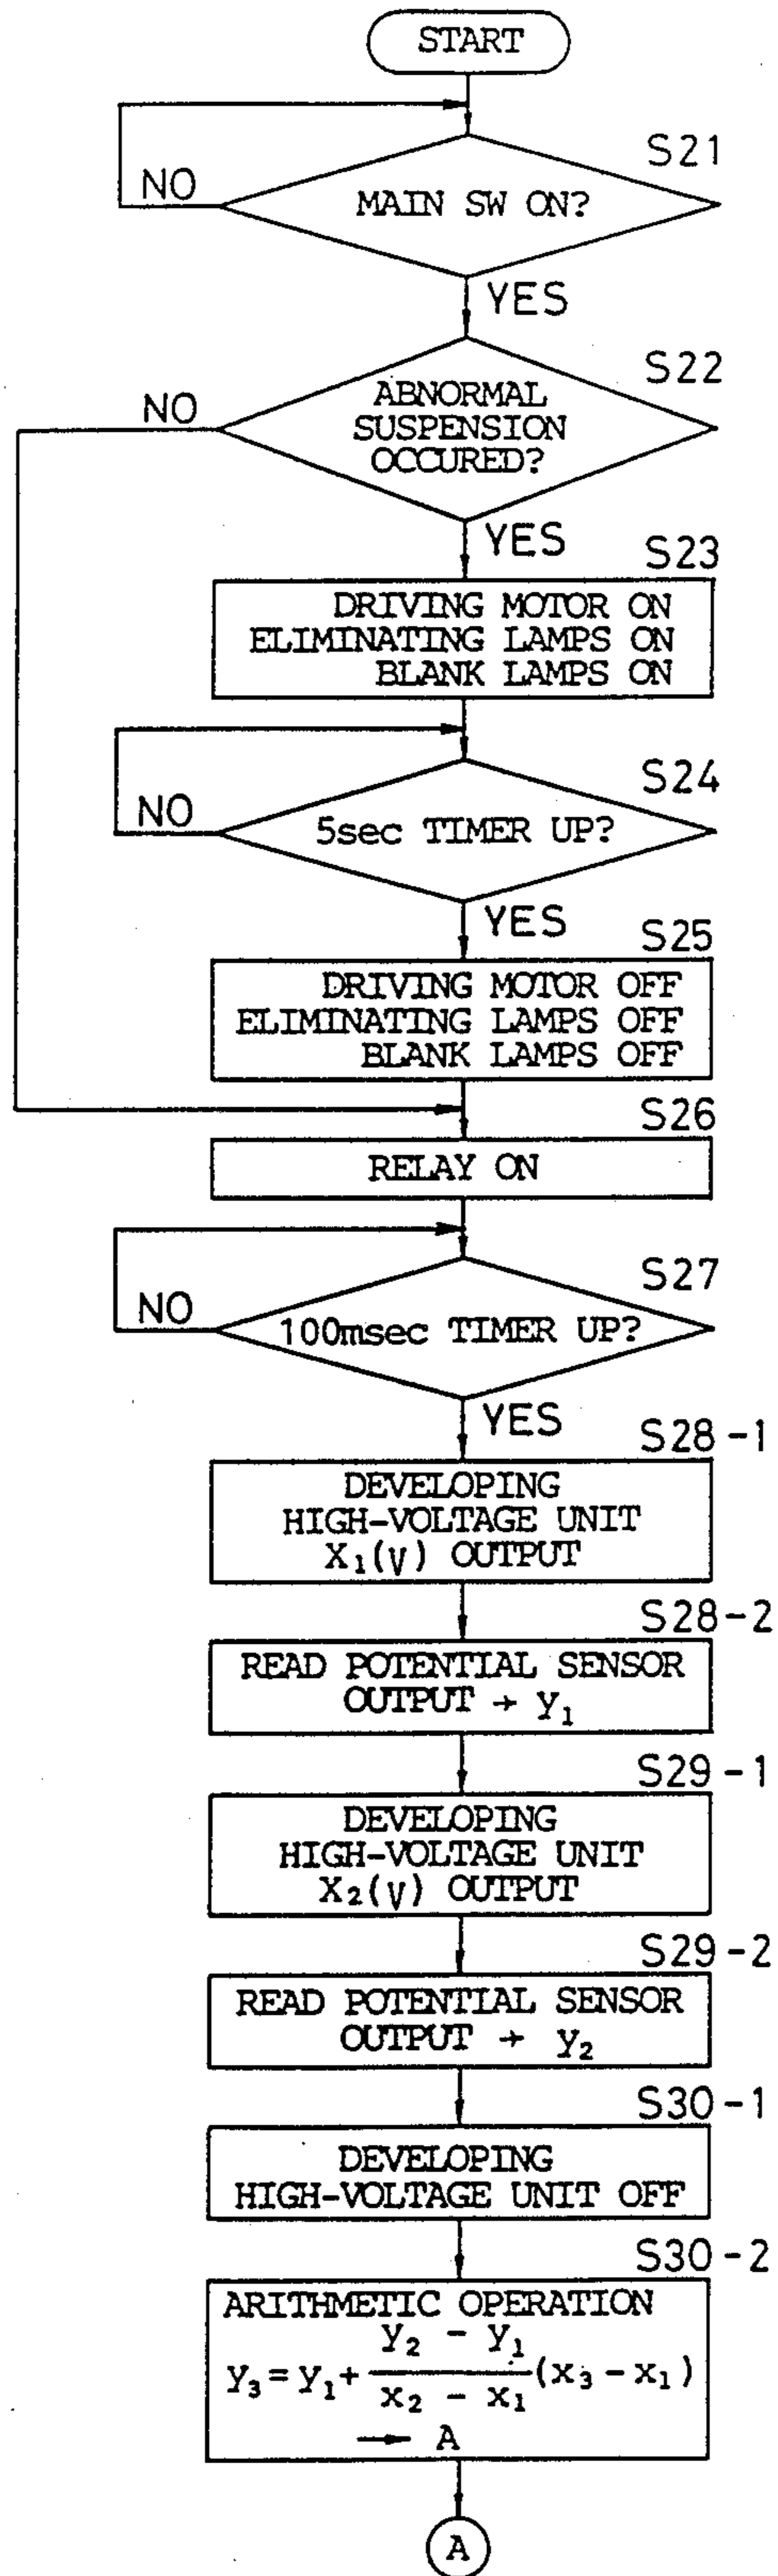 START
S21
NO
MAIN SW ON?
YES
S22
NO
ABNORMAL
SUSPENSION
OCCURED?
YES
S23
DRIVING MOTOR ON
ELIMINATING LAMPS ON
BLANK LAMPS ON
S24
NO
5sec TIMER UP?
YES
S25
DRIVING MOTOR OFF
ELIMINATING LAMPS OFF
BLANK LAMPS OFF
S26
RELAY ON
S27
NO
100msec TIMER UP?
YES
S28-1
DEVELOPING
HIGH-VOLTAGE UNIT
X₁(V) OUTPUT
S28-2
READ POTENTIAL SENSOR
OUTPUT → y₁
S29-1
DEVELOPING
HIGH-VOLTAGE UNIT
X₂(V) OUTPUT
S29-2
READ POTENTIAL SENSOR
OUTPUT → y₂
S30-1
DEVELOPING
HIGH-VOLTAGE UNIT OFF
S30-2
ARITHMETIC OPERATION
y₂ - y₁
y₃ = y₁ + (x₃ - x₁)
x₂ - x₁
→ A
A